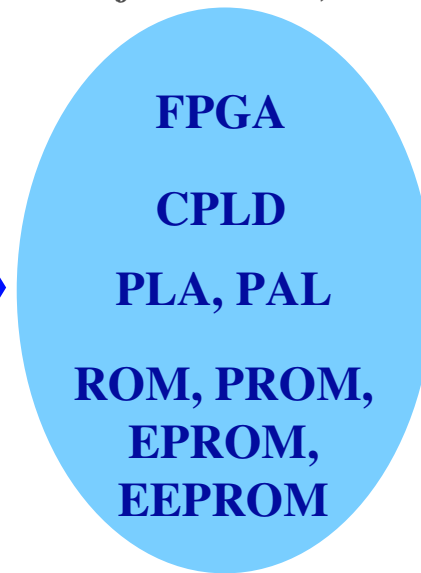 FPGA
CPLD
PLA, PAL
ROM, PROM,
EPROM,
EEPROM